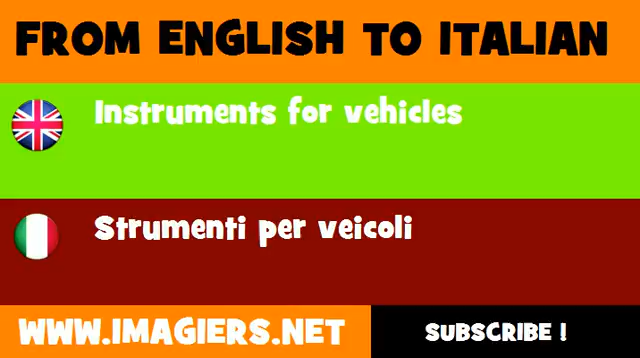 FROM ENGLISH TO ITALIAN
Instruments for vehicles
Strumenti per veicoli
WWW.IMAGIERS.NET
SUBSCRIBE !